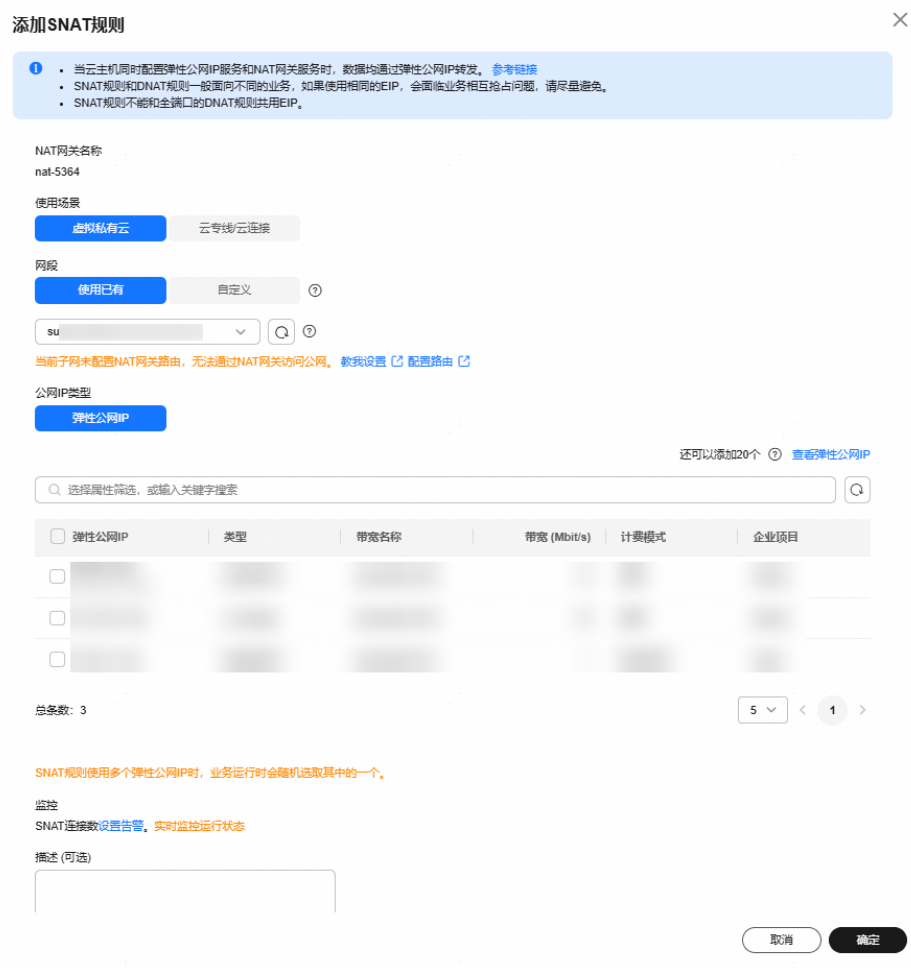 添加SNAT规则
当云主机同时配置弹性公网IP服务和NAT网关服务时，数据均通过弹性公网IP转发。 参考链接
SNAT规则和DNAT规则一般面向不同的业务，如果使用相同的EIP，会面临业务相互抢占问题，请尽量避免。
SNAT规则不能和全端口的DNAT规则共用EIP。
NAT网关名称
nat-5364
使用场景
虚拟私有云 云专线/云连接
网段
使用已有 自定义
su
当前子网未配置NAT网关路由，无法通过NAT网关访问公网。 教我设置 配置路由
公网IP类型
弹性公网IP
还可以添加20个 查看弹性公网IP
选择属性筛选，或输入关键字搜索
弹性公网IP 类型 带宽名称 带宽 (Mbit/s) 计费模式 企业项目
总条数：3 5 1
SNAT规则使用多个弹性公网IP时，业务运行时会随机选取其中的一个。
监控
SNAT连接数设置告警。实时监控运行状态
描述 (可选)
取消 确定